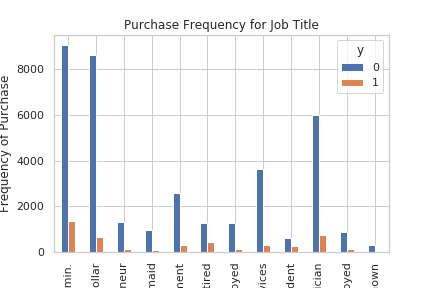 Purchase Frequency for Job Title
y
0
1
Frequency of Purchase
8000
6000
4000
2000
0
min.
ollar
neur
maid
ment
tired
oyed
vices
dent
ician
oyed
own